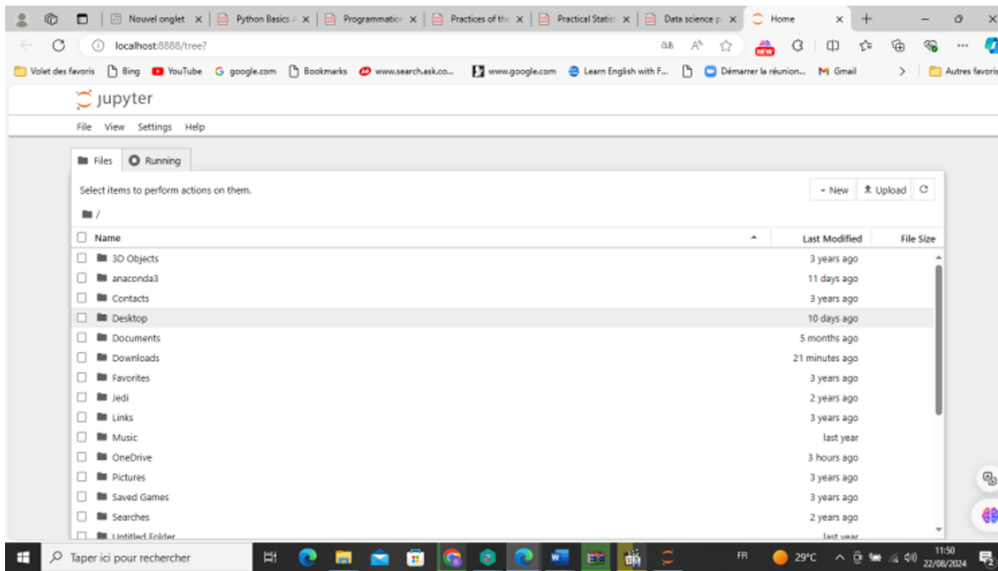 Nouvel onglet Python Basics Programmation Practices of the Practical Statist Data science p Home
localhost:8888/tree?
Volet des favoris Bing YouTube google.com Bookmarks www.search.ask.co... www.google.com Learn English with F... Démarrer la réunion... Gmail Autres favoris
NEW
jupyter
File View Settings Help
Files Running
Select items to perform actions on them.
New Upload
/
Name Last Modified File Size
3D Objects 3 years ago
anaconda3 11 days ago
Contacts 3 years ago
Desktop 10 days ago
Documents 5 months ago
Downloads 21 minutes ago
Favorites 3 years ago
Jedi 2 years ago
Links 3 years ago
Music last year
OneDrive 3 hours ago
Pictures 3 years ago
Saved Games 3 years ago
Searches 2 years ago
Untitled Folder last year
Taper ici pour rechercher FR 29°C 11:50
22/08/2024